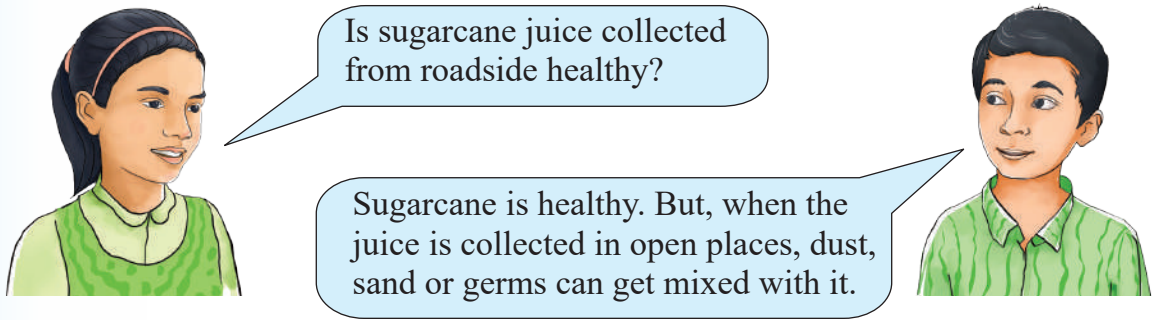 Is sugarcane juice collected
from roadside healthy?
Sugarcane is healthy. But, when the
juice is collected in open places, dust,
sand or germs can get mixed with it.